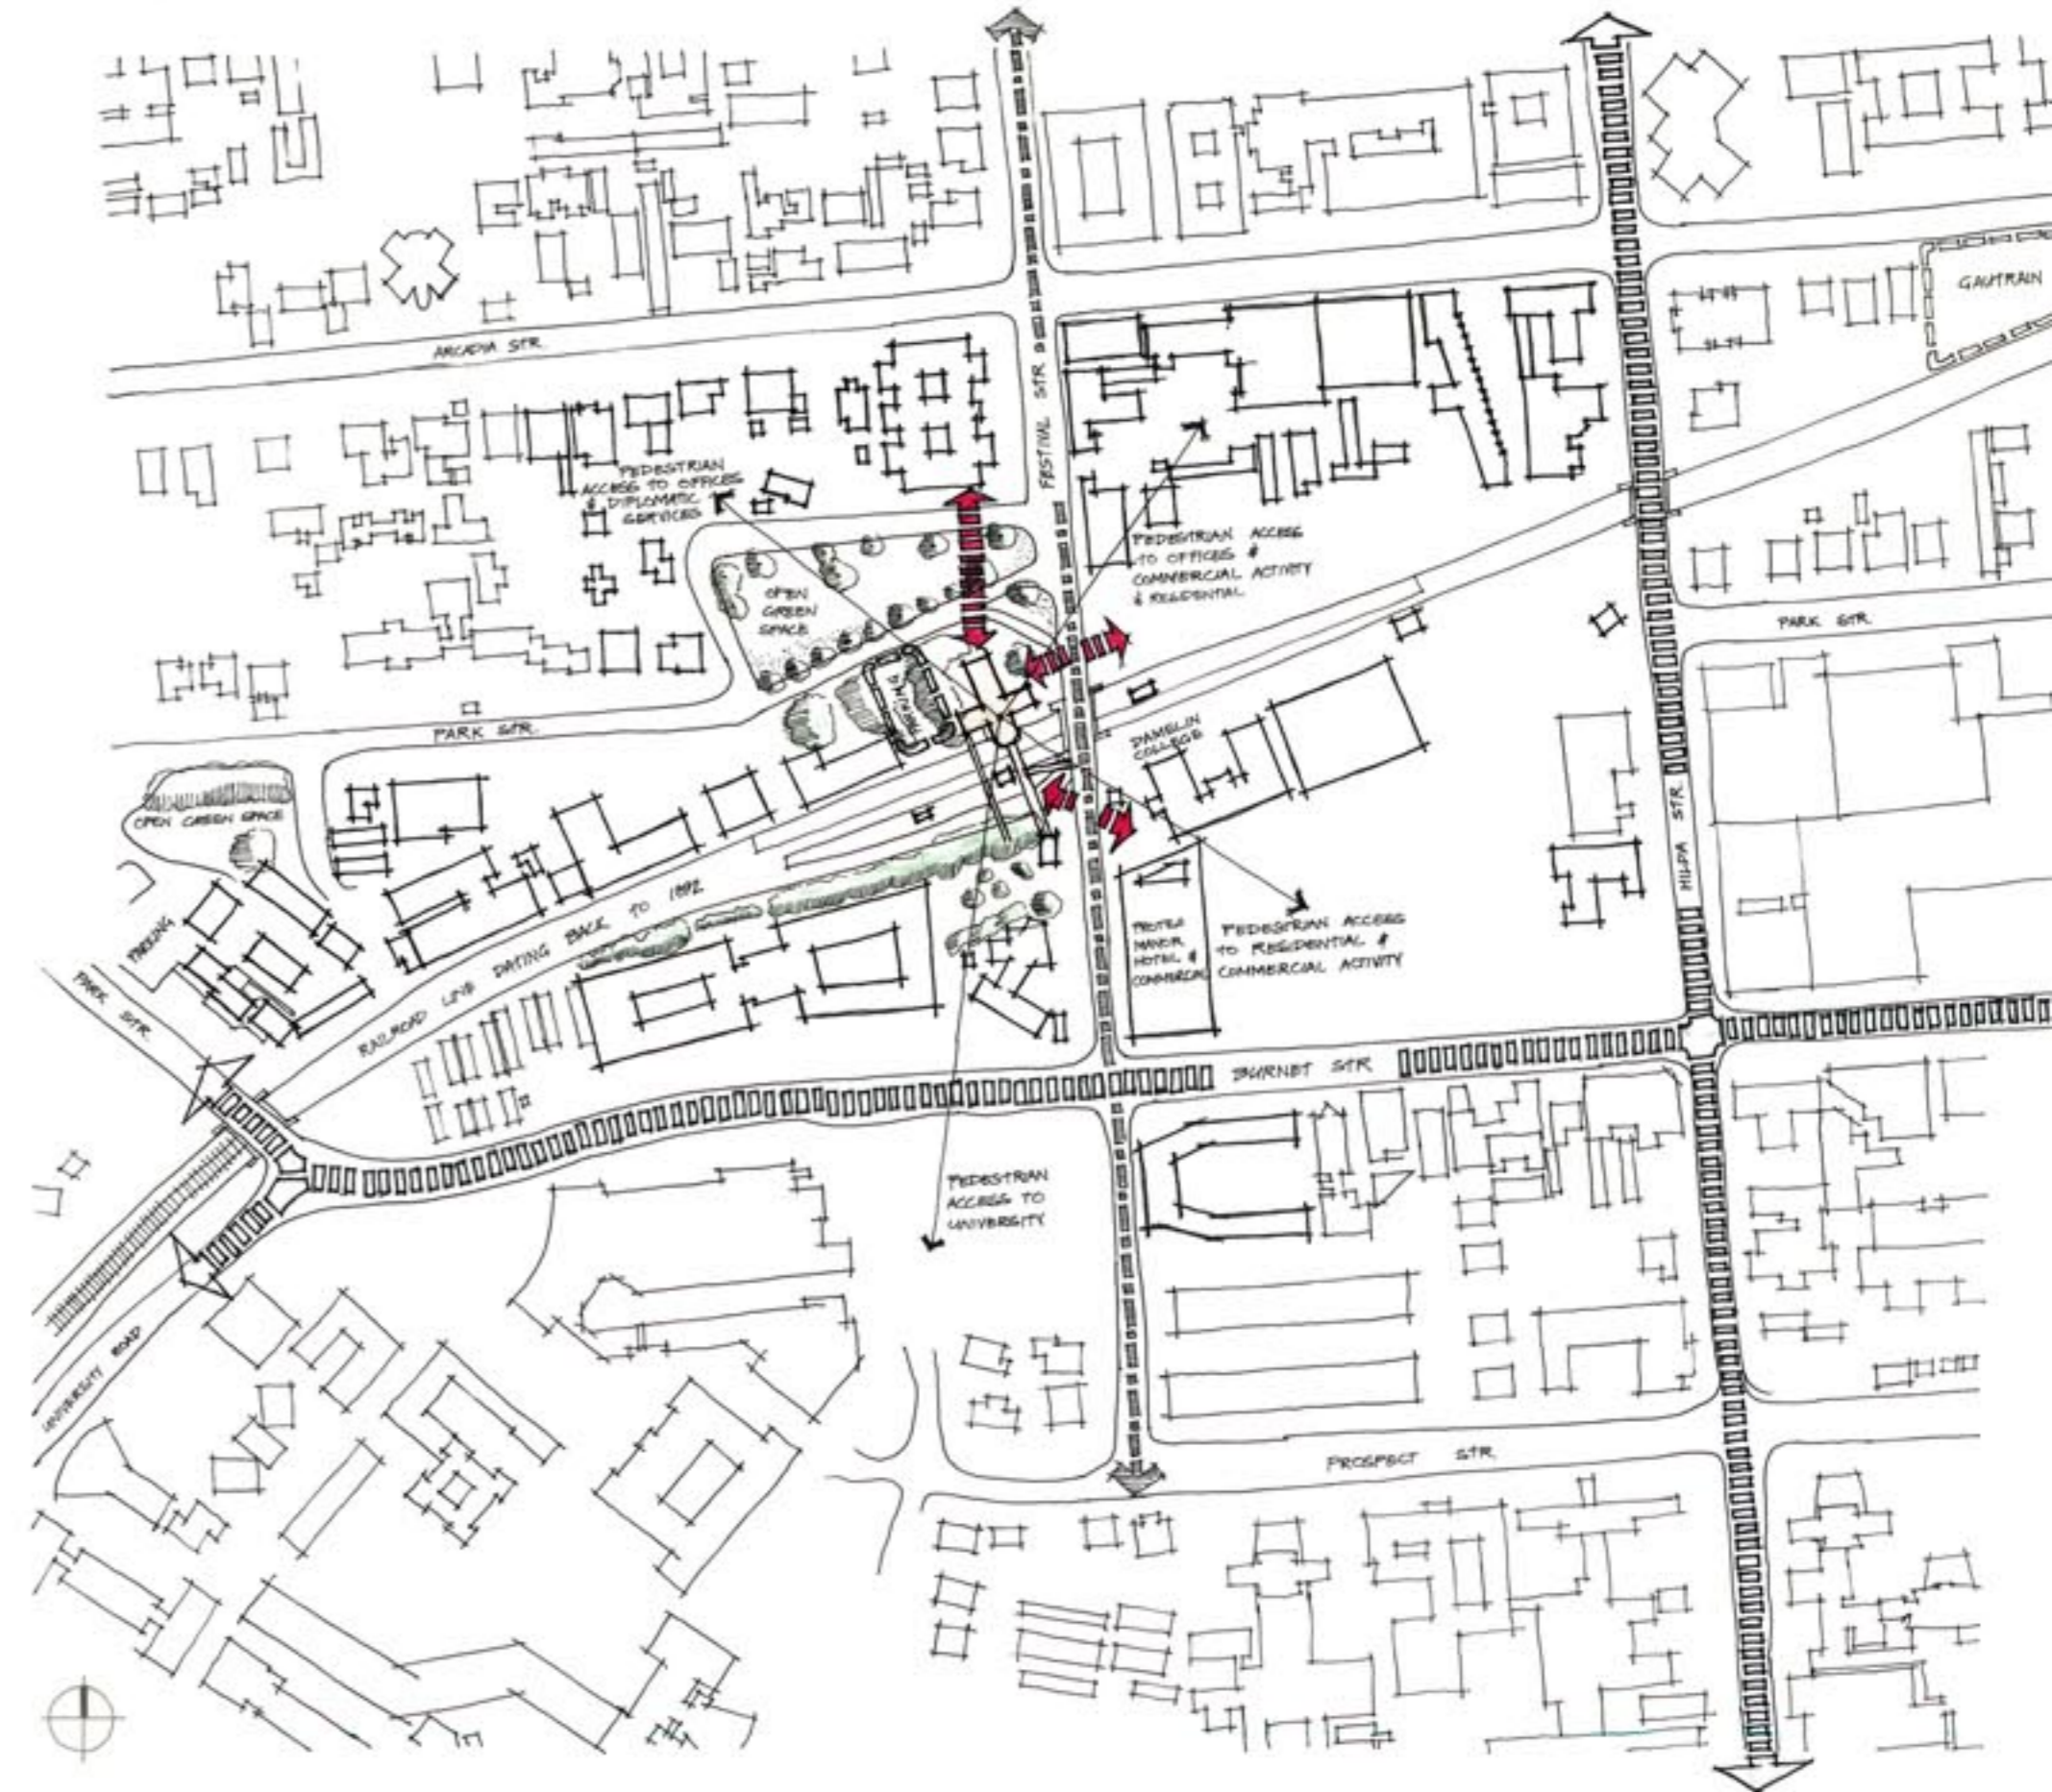 GAUTRAIN
ARCADIA STR.
FESTIVAL STR
PEDESTRIAN
ACCESS TO OFFICES
& DIPLOMATIC
SERVICES
PEDESTRIAN ACCESS
TO OFFICES &
COMMERCIAL ACTIVITY
& RESIDENTIAL
OPEN
GREEN
SPACE
PARK STR.
PARK STR.
DAMELIN
COLLEGE
OPEN GREEN SPACE
HILDA STR.
RAILROAD LINE DATING BACK TO 1892
PARKING
PARK STR.
PROTEA
MANOR
HOTEL &
COMMERCIAL
PEDESTRIAN ACCESS
TO RESIDENTIAL &
COMMERCIAL ACTIVITY
BURNET STR
PEDESTRIAN
ACCESS TO
UNIVERSITY
UNIVERSITY ROAD
PROSPECT STR.